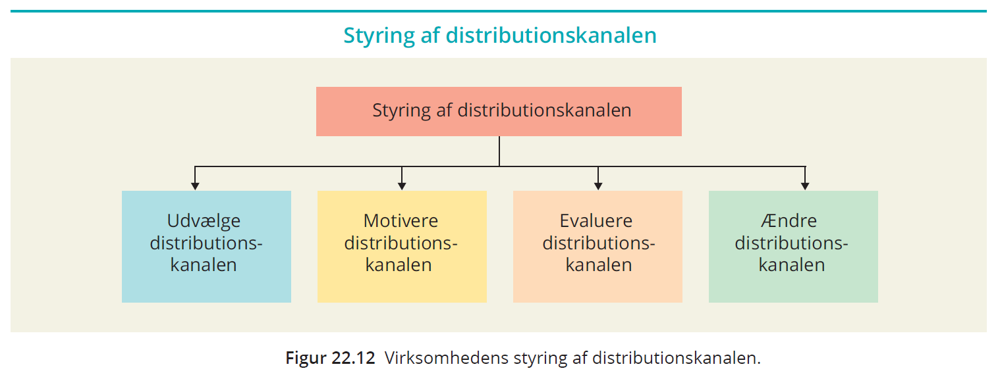 Styring af distributionskanalen
Styring af distributionskanalen
Udvælge
distributions-
kanalen
Motivere
distributions-
kanalen
Evaluere
distributions-
kanalen
Ændre
distributions-
kanalen
Figur 22.12 Virksomhedens styring af distributionskanalen.